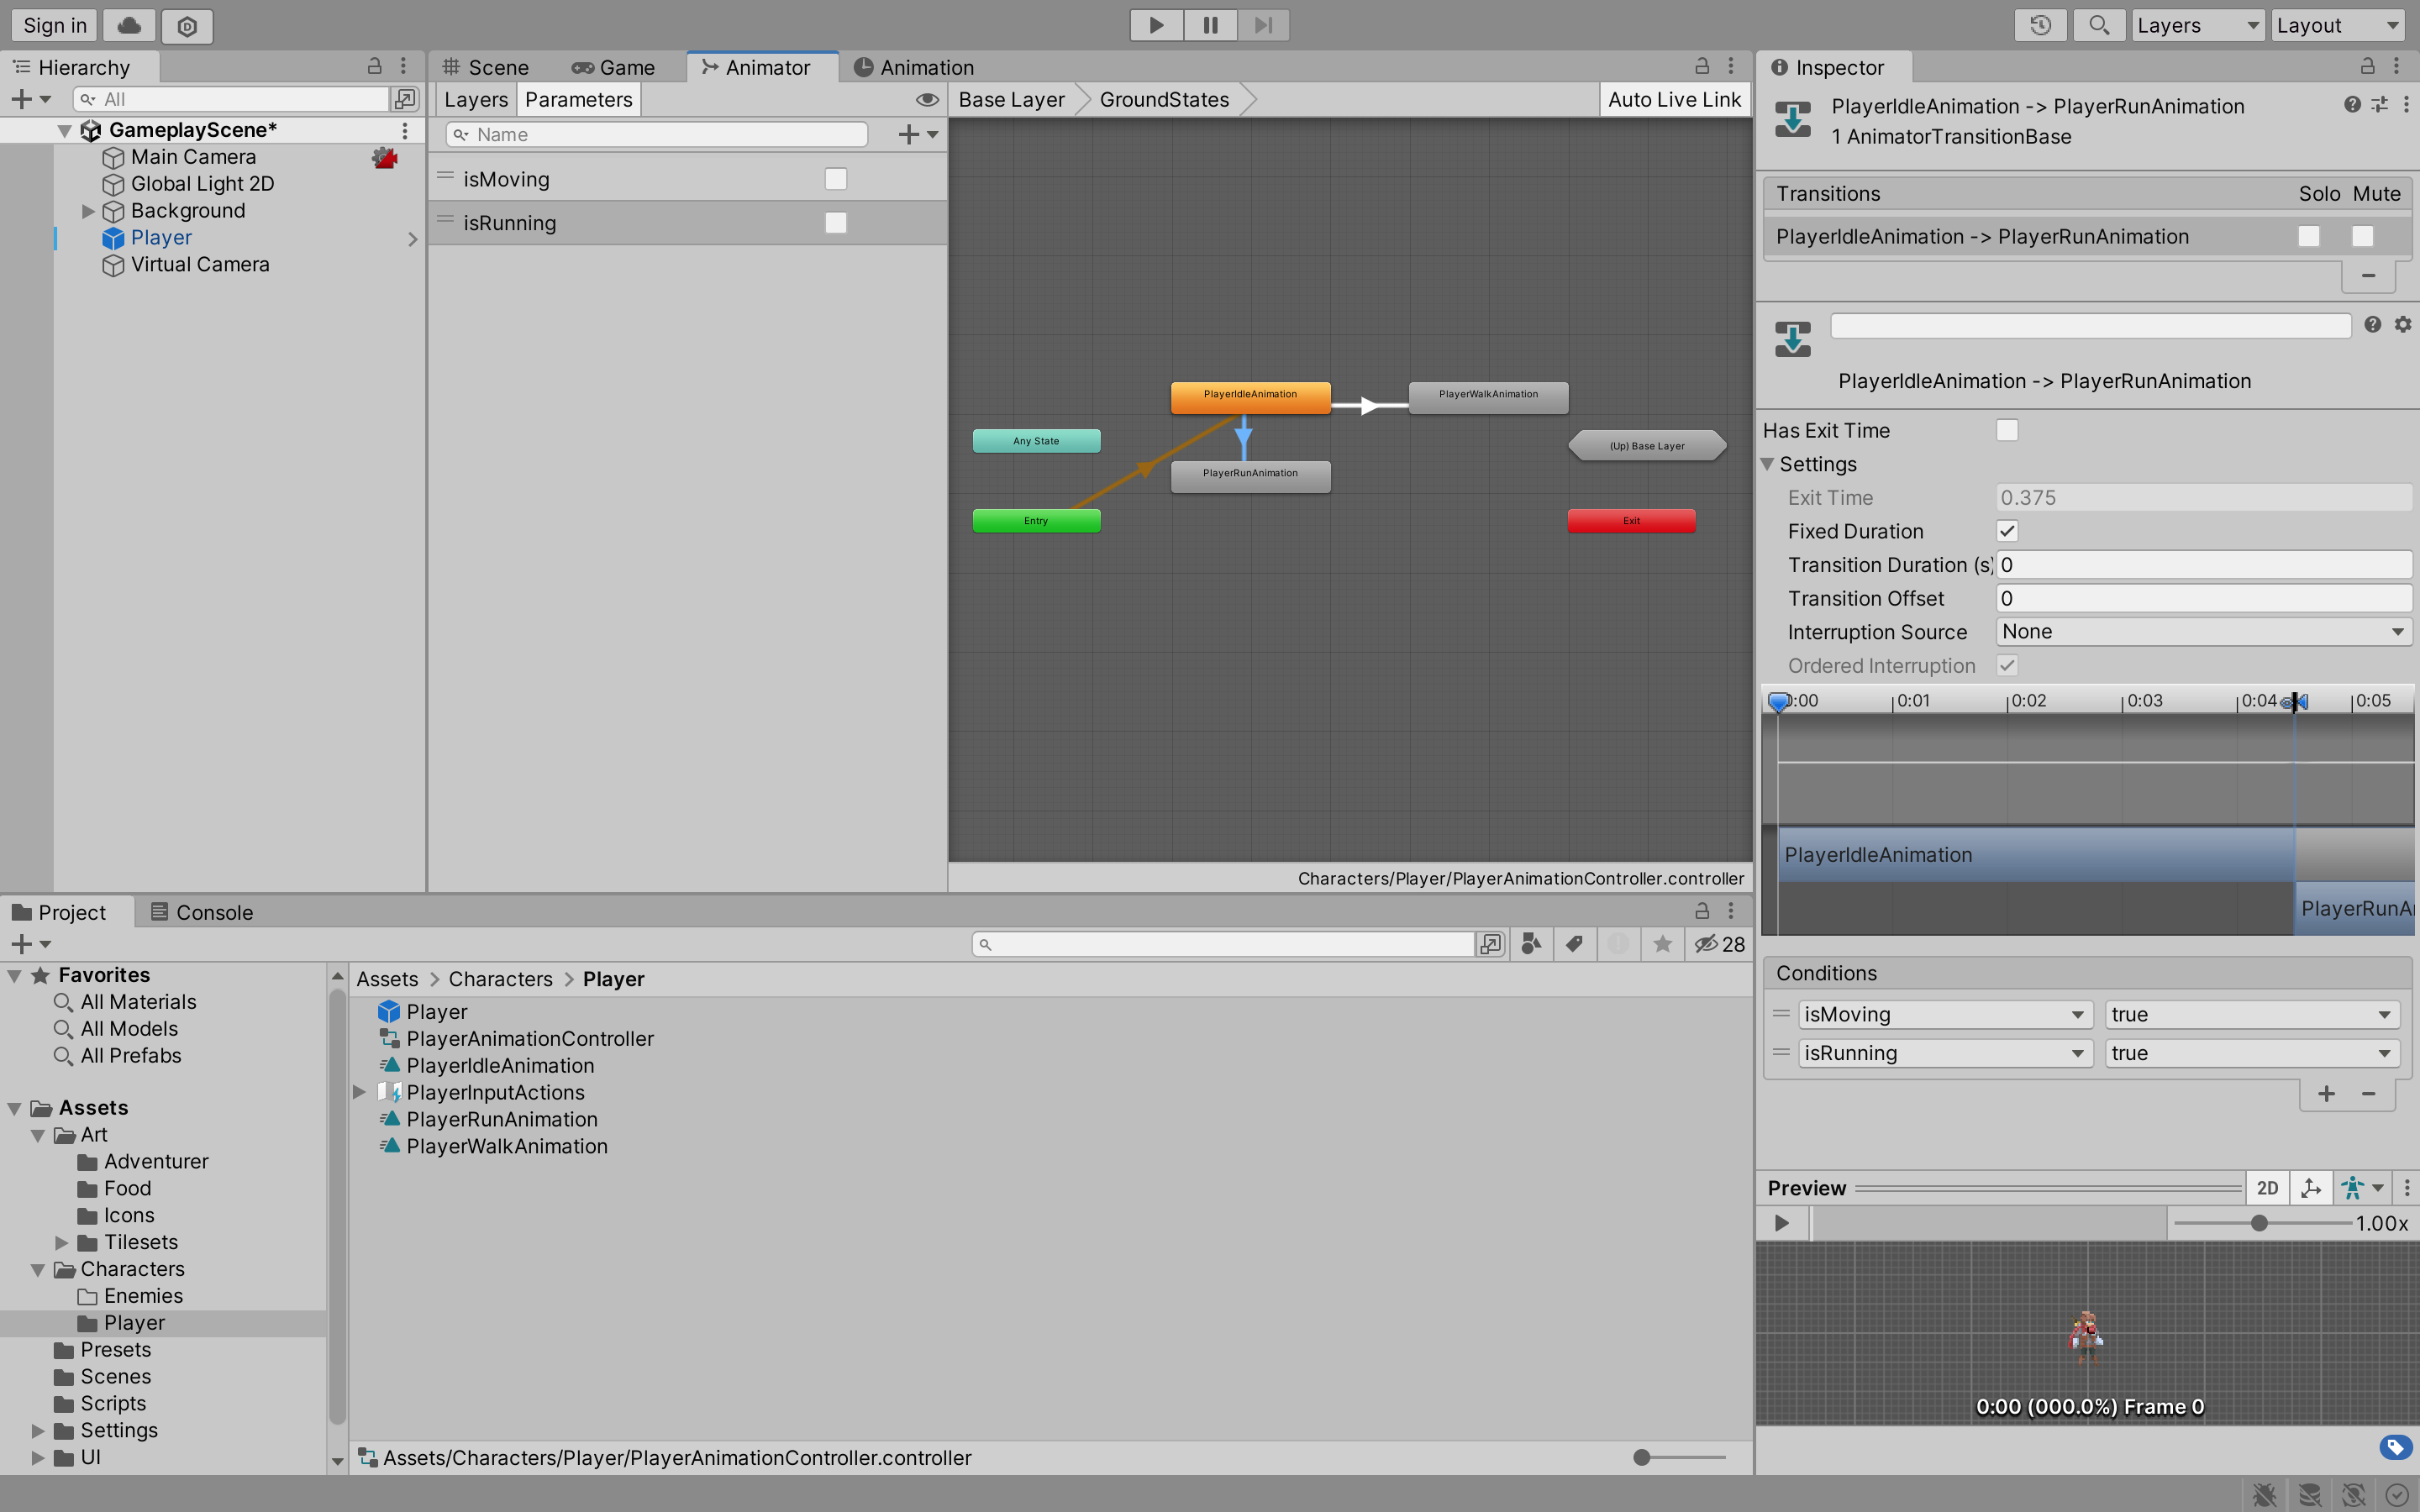 Sign in
Layers
Layout
Hierarchy
All
GameplayScene*
Main Camera
Global Light 2D
Background
Player
Virtual Camera
Scene
Game
Animator
Animation
Layers
Parameters
Name
isMoving
isRunning
Base Layer
GroundStates
Auto Live Link
PlayerIdleAnimation
PlayerWalkAnimation
Any State
(Up) Base Layer
PlayerRunAnimation
Entry
Exit
Characters/Player/PlayerAnimationController.controller
Inspector
PlayerIdleAnimation -> PlayerRunAnimation
1 AnimatorTransitionBase
Transitions Solo Mute
PlayerIdleAnimation -> PlayerRunAnimation
PlayerIdleAnimation -> PlayerRunAnimation
Has Exit Time
Settings
Exit Time 0.375
Fixed Duration
Transition Duration (s) 0
Transition Offset 0
Interruption Source None
Ordered Interruption
0:00 0:01 0:02 0:03 0:04 0:05
PlayerIdleAnimation
PlayerRunAn
Conditions
isMoving true
isRunning true
Preview 2D
1.00x
0:00 (000.0%) Frame 0
Project
Console
28
Favorites
All Materials
All Models
All Prefabs
Assets
Art
Adventurer
Food
Icons
Tilesets
Characters
Enemies
Player
Presets
Scenes
Scripts
Settings
UI
Assets > Characters > Player
Player
PlayerAnimationController
PlayerIdleAnimation
PlayerInputActions
PlayerRunAnimation
PlayerWalkAnimation
Assets/Characters/Player/PlayerAnimationController.controller